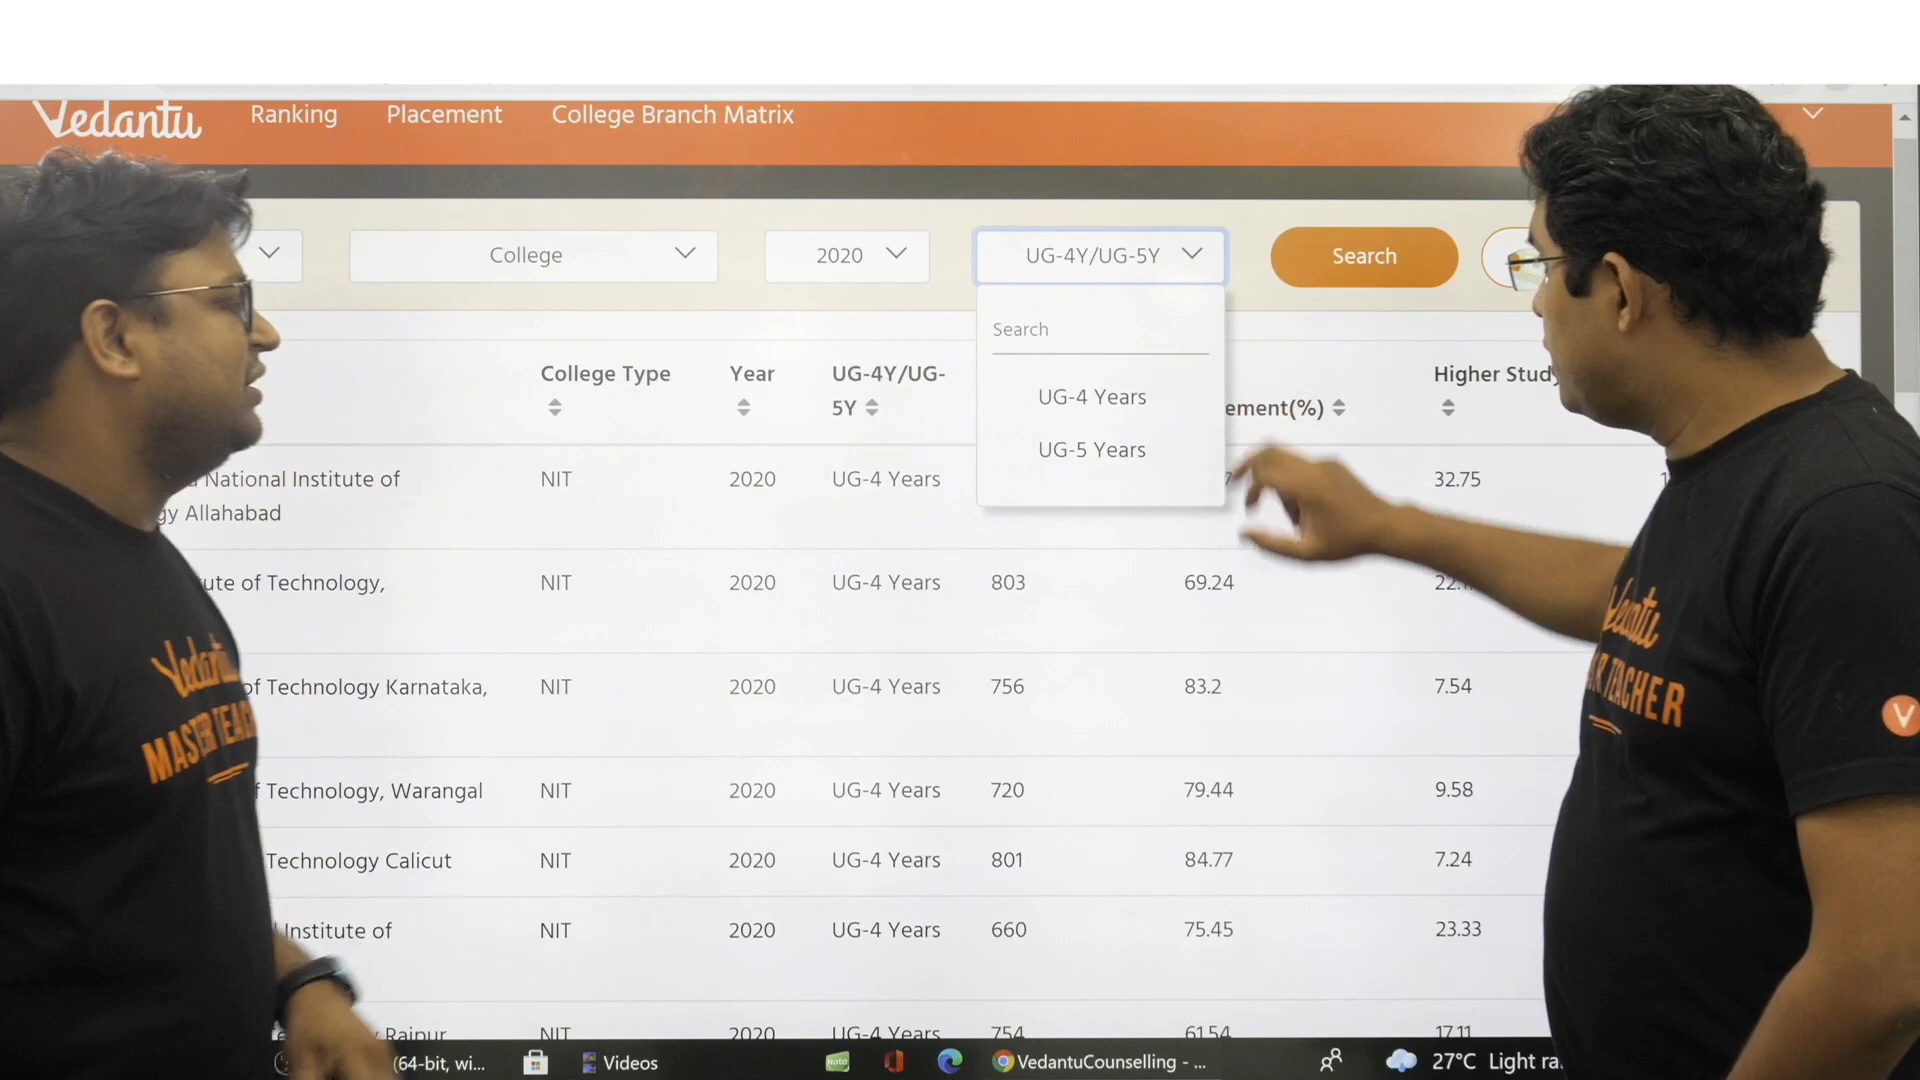 Vedantu Ranking Placement College Branch Matrix
College 2020 UG-4Y/UG-5Y Search
Search
UG-4 Years
UG-5 Years
College Type Year UG-4Y/UG-5Y ement(%) Higher Study
National Institute of NIT 2020 UG-4 Years 32.75
gy Allahabad
ute of Technology, NIT 2020 UG-4 Years 803 69.24
of Technology Karnataka, NIT 2020 UG-4 Years 756 83.2 7.54
f Technology, Warangal NIT 2020 UG-4 Years 720 79.44 9.58
Technology Calicut NIT 2020 UG-4 Years 801 84.77 7.24
Institute of NIT 2020 UG-4 Years 660 75.45 23.33
Raipur NIT 2020 UG-4 Years 754 61.54 17.11
(64-bit, wi... Videos Note VedantuCounselling - ... 27°C Light ra
Vedantu
MASTER TEACH
Vedantu
TEACHER
V